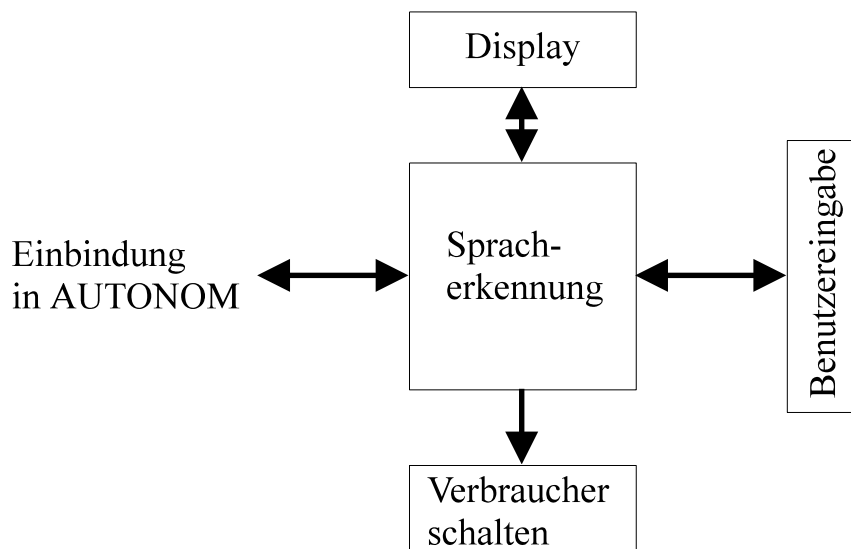 Display
Einbindung
in AUTONOM
Sprach-
erkennung
Benutzereingabe
Verbraucher
schalten